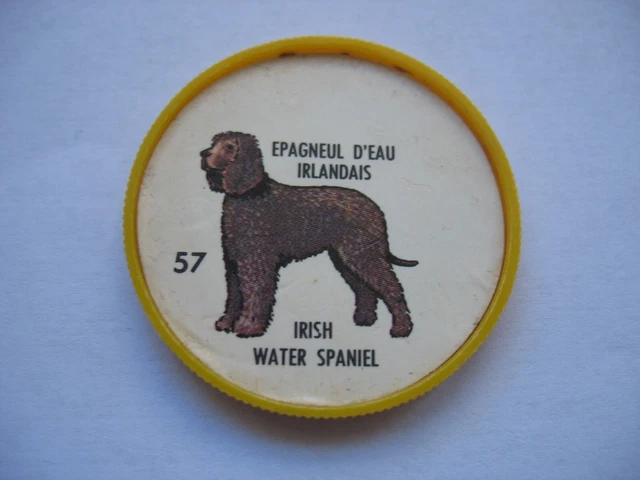 EPAGNEUL D'EAU
IRLANDAIS
57
IRISH
WATER SPANIEL